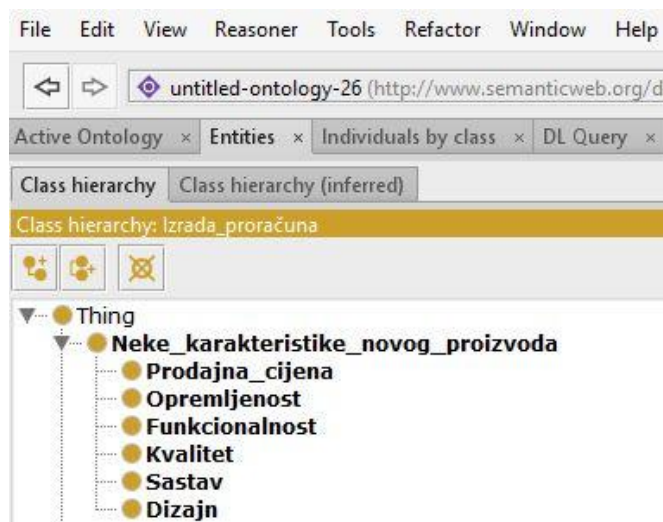 File Edit View Reasoner Tools Refactor Window Help
untitled-ontology-26 (http://www.semanticweb.org/d
Active Ontology × Entities × Individuals by class × DL Query ×
Class hierarchy Class hierarchy (inferred)
Class hierarchy: Izrada_proračuna
Thing
Neke_karakteristike_novog_proizvoda
Prodajna_cijena
Opremljenost
Funkcionalnost
Kvalitet
Sastav
Dizajn